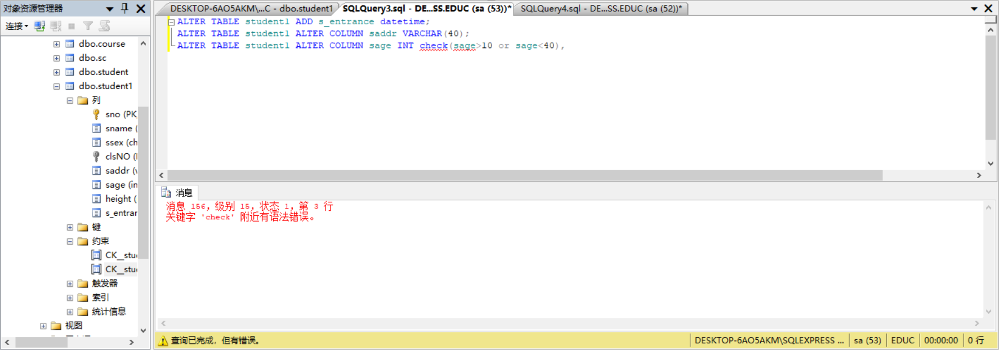 对象资源管理器
连接
dbo.course
dbo.sc
dbo.student
dbo.student1
列
sno (PK,
sname (
ssex (ch
clsNO (I
saddr (v
sage (in
height (
s_entrar
键
约束
CK__stu
CK__stu
触发器
索引
统计信息
视图
DESKTOP-6AO5AKM\...C - dbo.student1
SQLQuery3.sql - DE...SS.EDUC (sa (53))*
SQLQuery4.sql - DE...SS.EDUC (sa (52))*
ALTER TABLE student1 ADD s_entrance datetime;
ALTER TABLE student1 ALTER COLUMN saddr VARCHAR(40);
ALTER TABLE student1 ALTER COLUMN sage INT check(sage>10 or sage<40),
消息
消息 156，级别 15，状态 1，第 3 行
关键字 'check' 附近有语法错误。
查询已完成，但有错误。
DESKTOP-6AO5AKM\SQLEXPRESS ...
sa (53)
EDUC
00:00:00
0 行